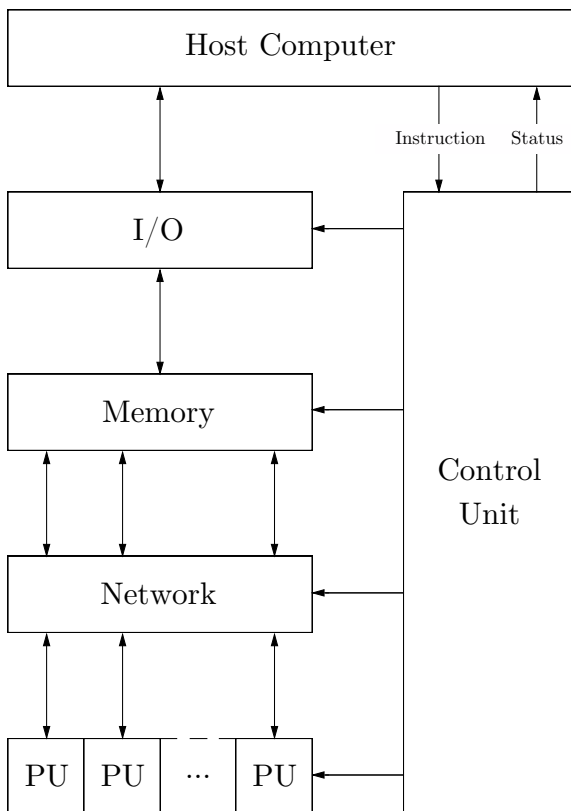 Host Computer
Instruction Status
I/O
Memory
Control
Unit
Network
PU PU ... PU